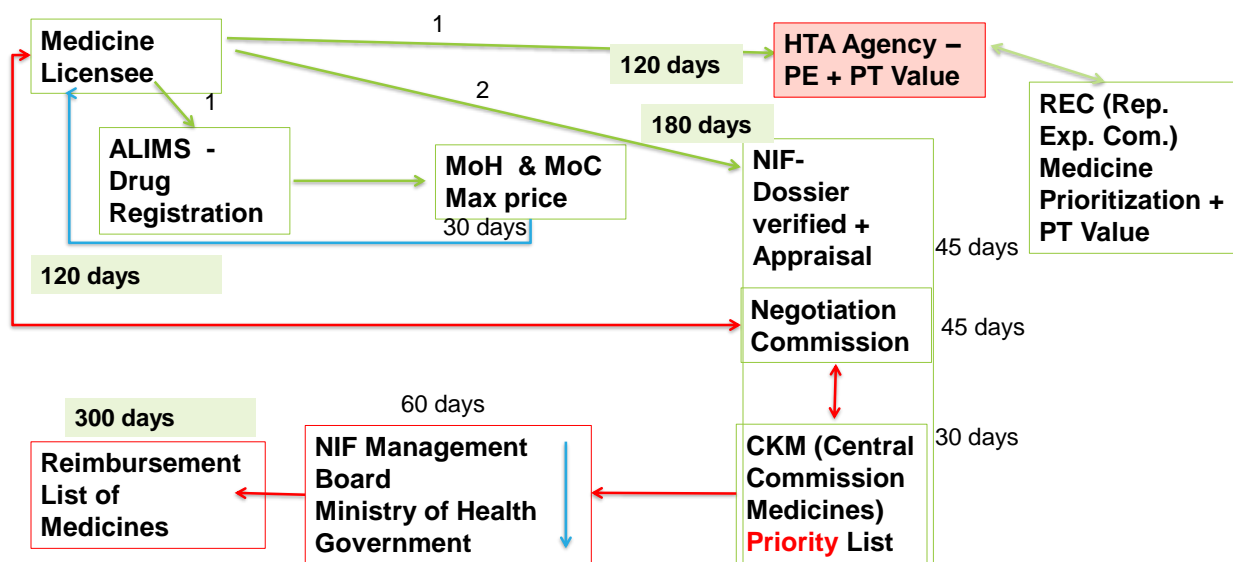 1
Medicine
Licensee
HTA Agency –
PE + PT Value
120 days
1
2
REC (Rep.
Exp. Com.)
Medicine
Prioritization +
PT Value
180 days
ALIMS -
Drug
Registration
MoH & MoC
Max price
30 days
NIF-
Dossier
verified +
Appraisal
45 days
120 days
Negotiation
Commission
45 days
300 days
60 days
Reimbursement
List of
Medicines
NIF Management
Board
Ministry of Health
Government
CKM (Central
Commission
Medicines)
Priority List
30 days